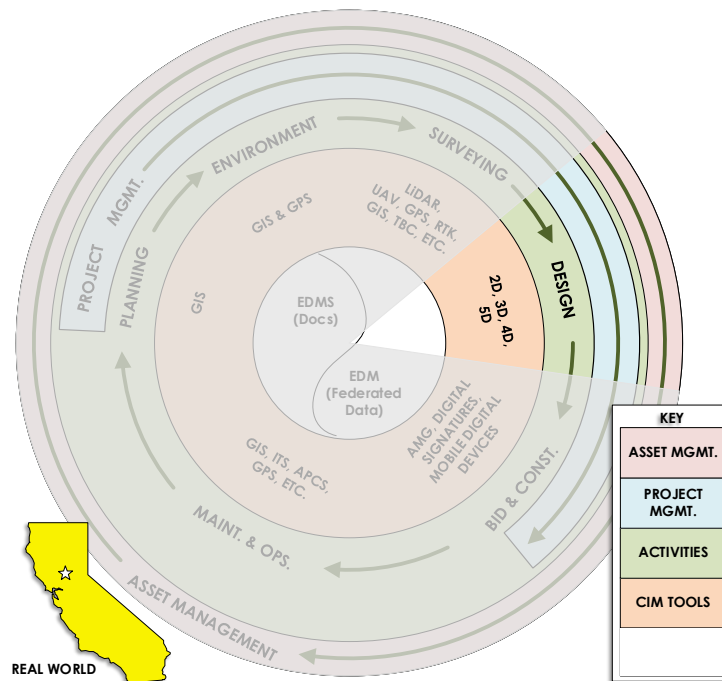 ENVIRONMENT
SURVEYING
PROJECT MGMT.
PLANNING
GIS & GPS
LiDAR,
UAV, GPS, RTK,
GIS, TBC, ETC.
DESIGN
2D, 3D, 4D,
5D
GIS
EDMS
(Docs)
EDM
(Federated
Data)
AMG, DIGITAL
SIGNATURES,
MOBILE DIGITAL
DEVICES
GIS, ITS, APCS,
GPS, ETC.
BID & CONST.
MAINT. & OPS.
ASSET MANAGEMENT
REAL WORLD
KEY
ASSET MGMT.
PROJECT
MGMT.
ACTIVITIES
CIM TOOLS